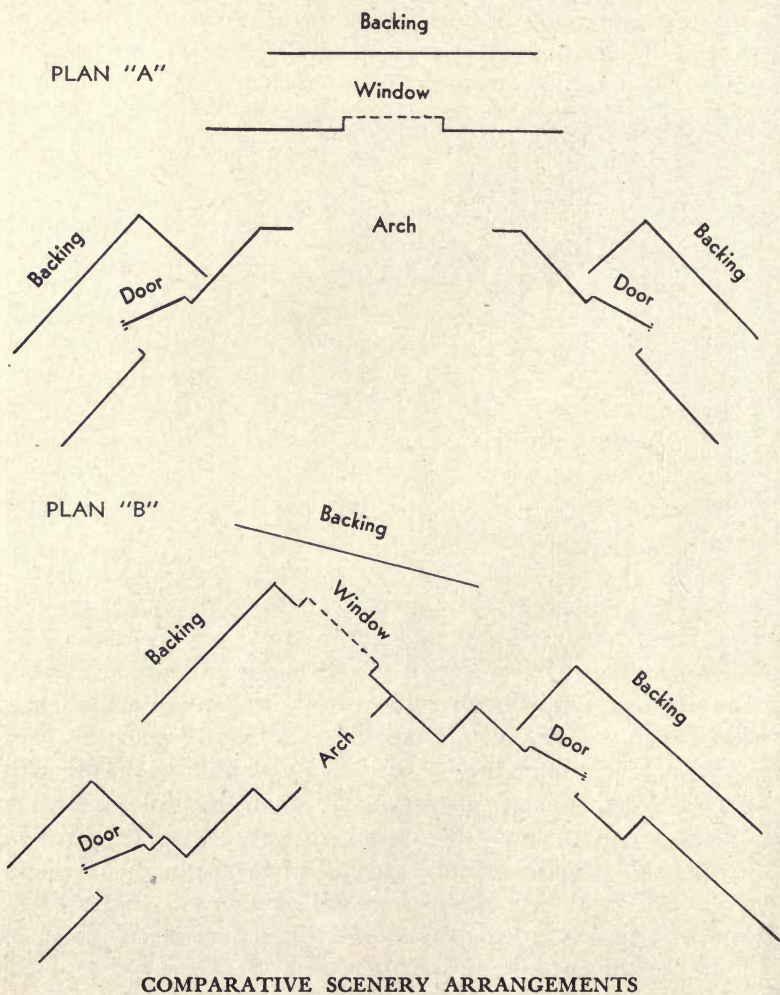 Backing
PLAN "A"
Window
Arch
Backing
Door
Backing
Door
PLAN "B"
Backing
Window
Backing
Arch
Backing
Door
Door
COMPARATIVE SCENERY ARRANGEMENTS